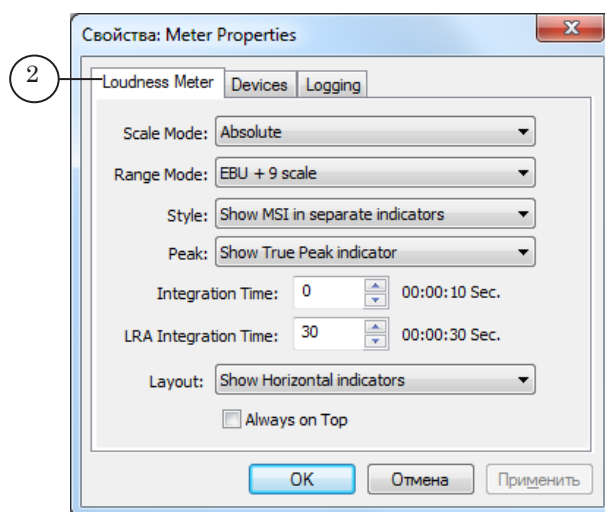 Свойства: Meter Properties
2
Loudness Meter Devices Logging
Scale Mode: Absolute
Range Mode: EBU + 9 scale
Style: Show MSI in separate indicators
Peak: Show True Peak indicator
Integration Time: 0 00:00:10 Sec.
LRA Integration Time: 30 00:00:30 Sec.
Layout: Show Horizontal indicators
Always on Top
OK Отмена Применить